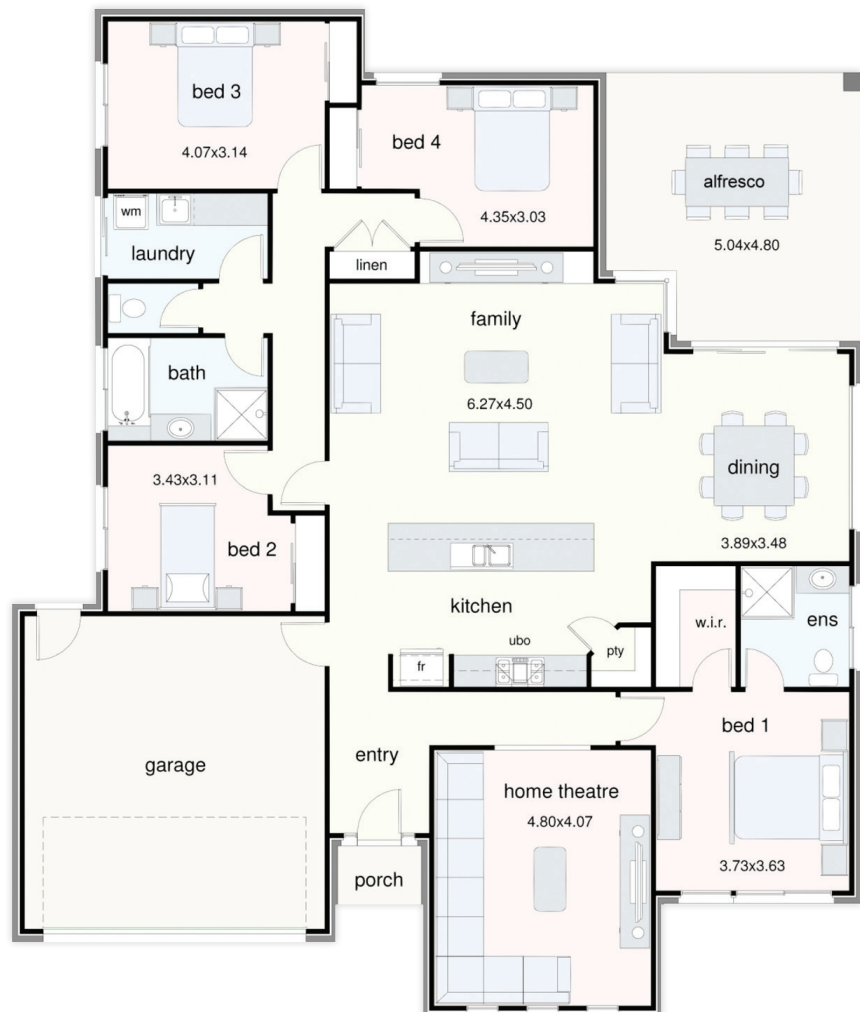 bed 3
4.07x3.14
bed 4
4.35x3.03
alfresco
5.04x4.80
wm
laundry
linen
family
6.27x4.50
bath
dining
3.89x3.48
3.43x3.11
bed 2
kitchen
ubo
pty
fr
w.i.r.
ens
bed 1
3.73x3.63
garage
entry
home theatre
4.80x4.07
porch